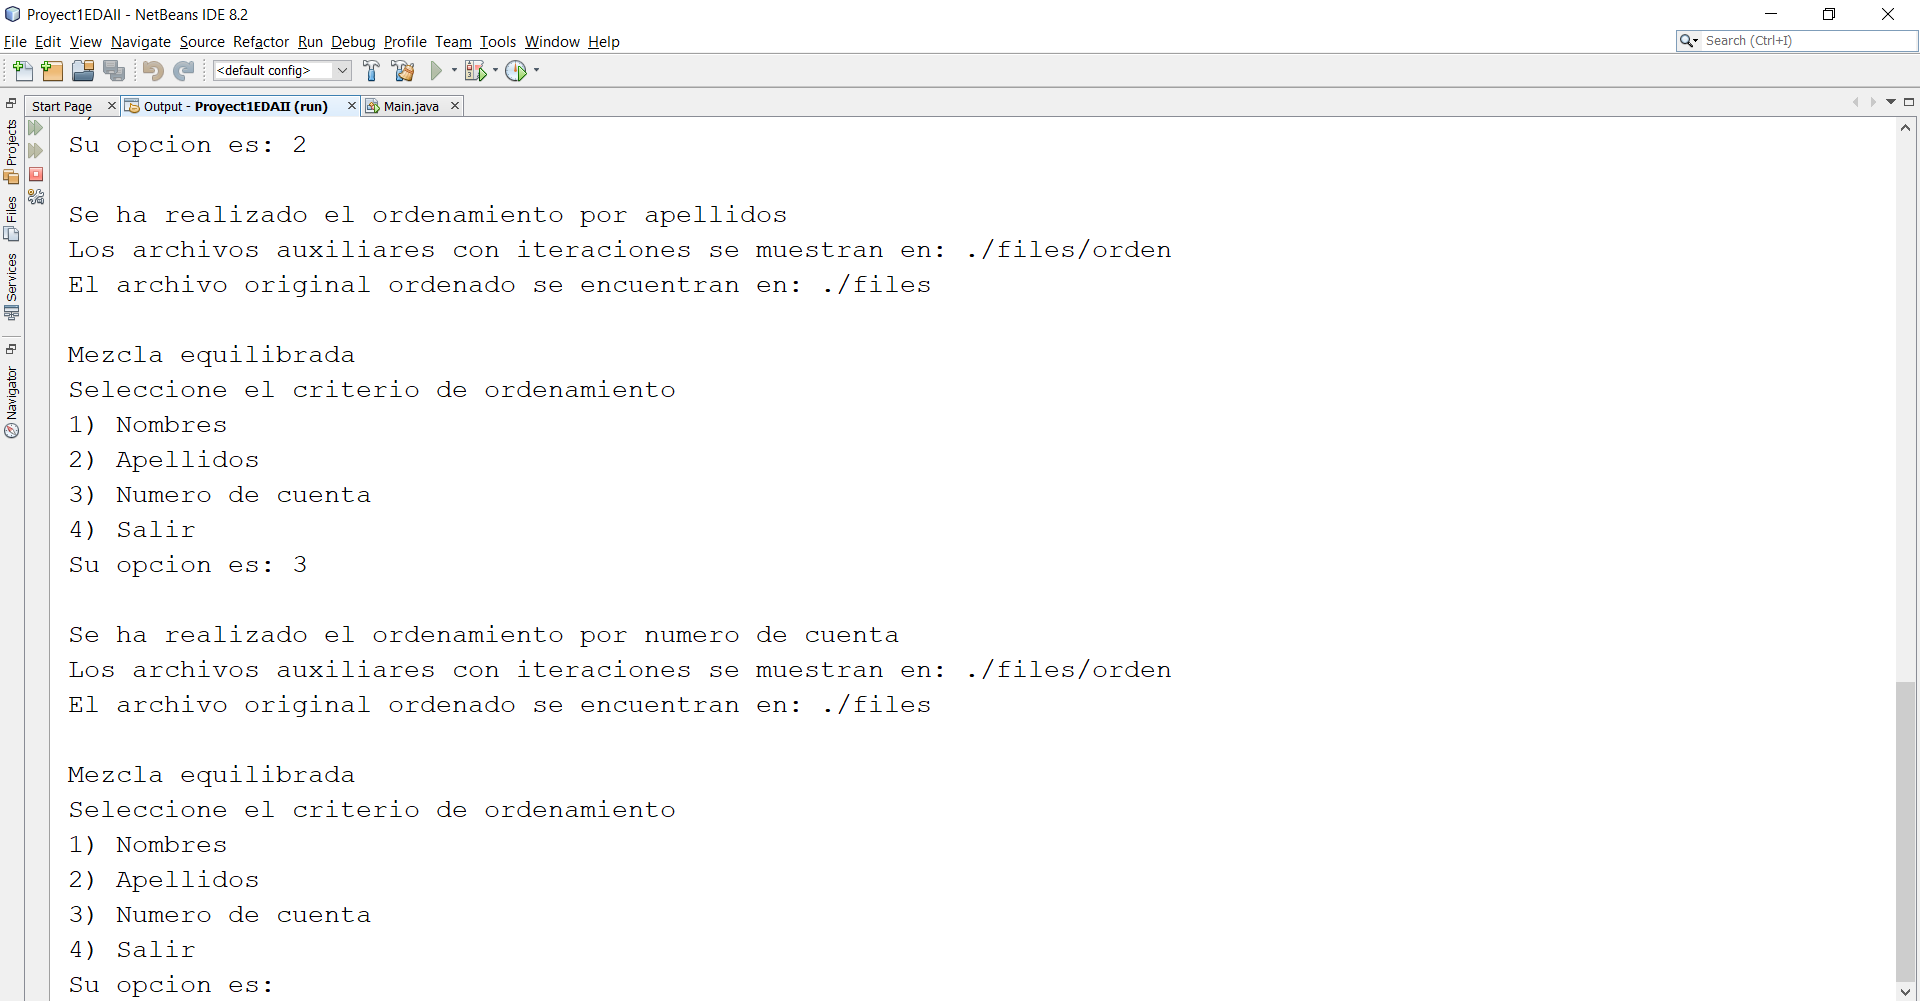 Proyect1EDAII - NetBeans IDE 8.2
File Edit View Navigate Source Refactor Run Debug Profile Team Tools Window Help
Search (Ctrl+I)
<default config>
Start Page
Output - Proyect1EDAII (run)
Main.java
Projects
Files
Services
Navigator
Su opcion es: 2
Se ha realizado el ordenamiento por apellidos
Los archivos auxiliares con iteraciones se muestran en: ./files/orden
El archivo original ordenado se encuentran en: ./files
Mezcla equilibrada
Seleccione el criterio de ordenamiento
1) Nombres
2) Apellidos
3) Numero de cuenta
4) Salir
Su opcion es: 3
Se ha realizado el ordenamiento por numero de cuenta
Los archivos auxiliares con iteraciones se muestran en: ./files/orden
El archivo original ordenado se encuentran en: ./files
Mezcla equilibrada
Seleccione el criterio de ordenamiento
1) Nombres
2) Apellidos
3) Numero de cuenta
4) Salir
Su opcion es: